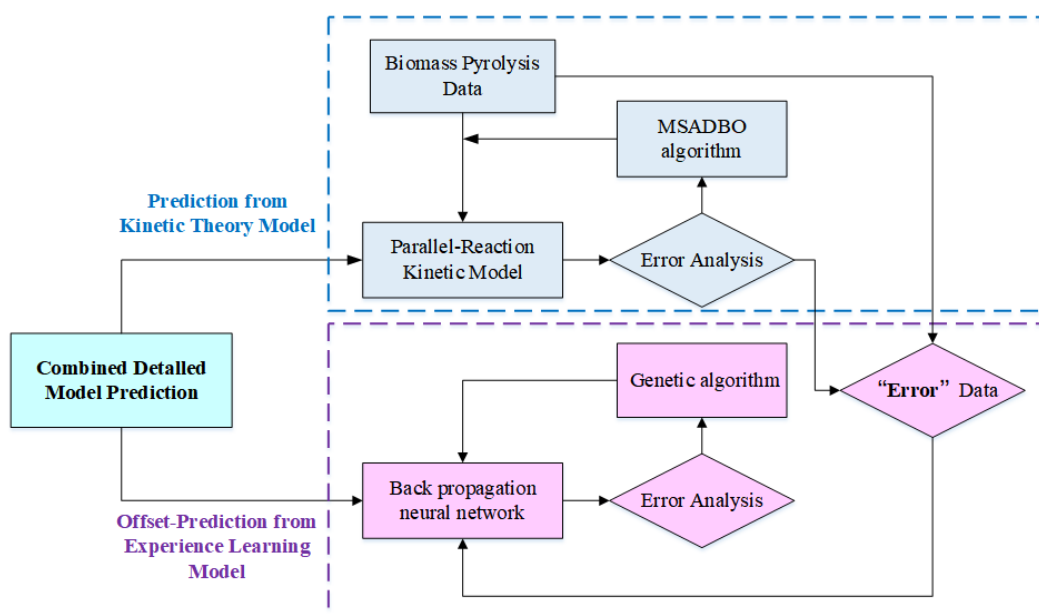 Biomass Pyrolysis
Data
MSADBO
algorithm
Prediction from
Kinetic Theory Model
Parallel-Reaction
Kinetic Model
Error Analysis
Combined Detailed
Model Prediction
Genetic algorithm
“Error” Data
Back propagation
neural network
Error Analysis
Offset-Prediction from
Experience Learning
Model